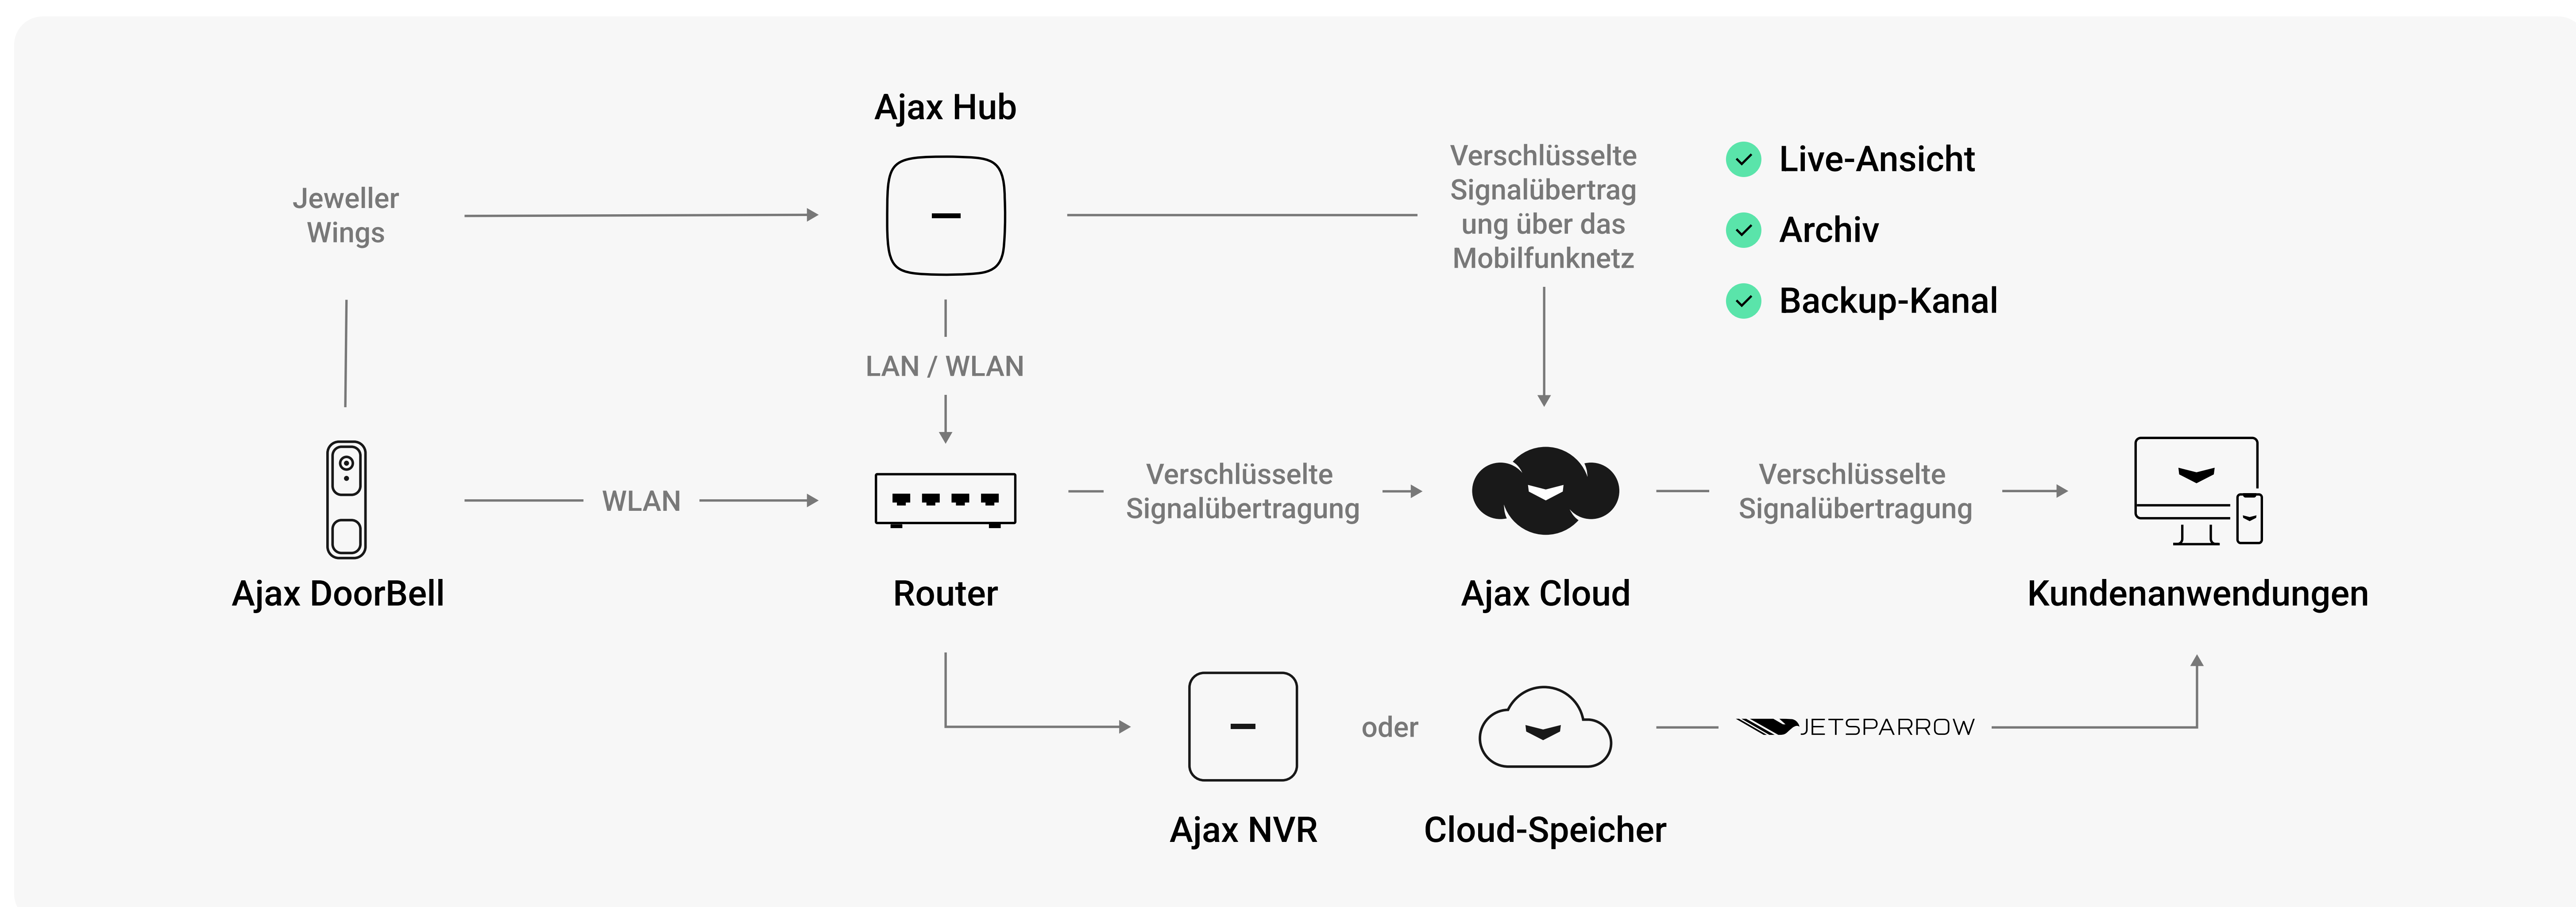 Ajax Hub
Jeweller
Wings
Verschlüsselte
Signalübertrag
ung über das
Mobilfunknetz
Live-Ansicht
Archiv
Backup-Kanal
LAN / WLAN
WLAN
Verschlüsselte
Signalübertragung
Verschlüsselte
Signalübertragung
Ajax DoorBell
Router
Ajax Cloud
Kundenanwendungen
oder
JETSPARROW
Ajax NVR
Cloud-Speicher